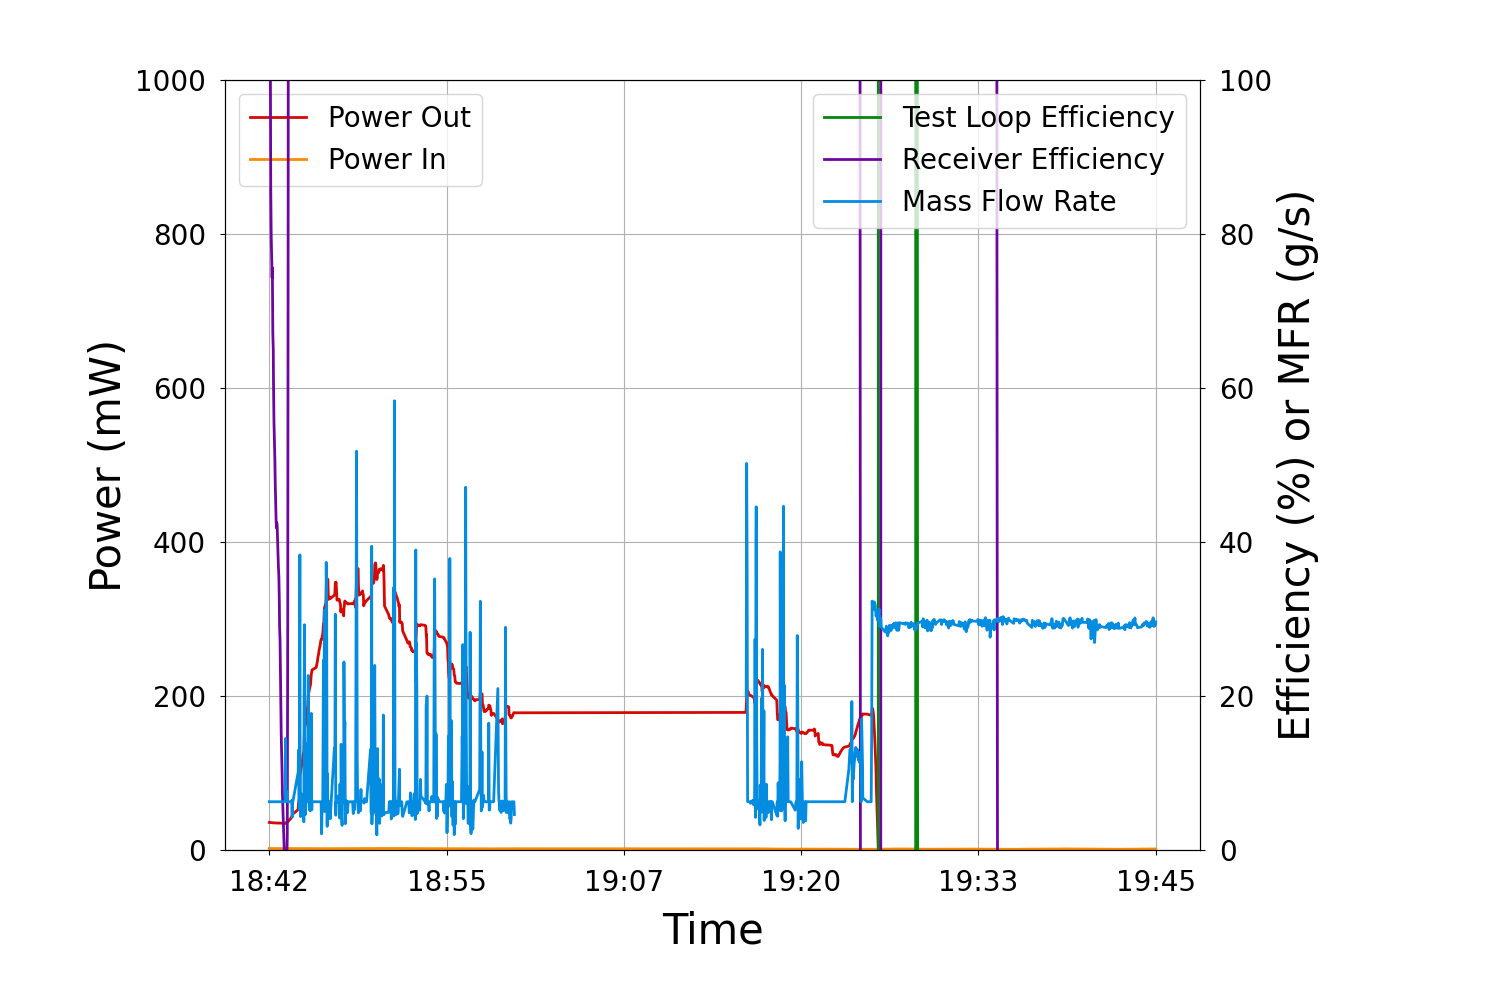 1000
800
600
400
200
0
Power (mW)
Power Out
Power In
Test Loop Efficiency
Receiver Efficiency
Mass Flow Rate
100
80
60
40
20
0
Efficiency (%) or MFR (g/s)
18:42
18:55
19:07
19:20
19:33
19:45
Time